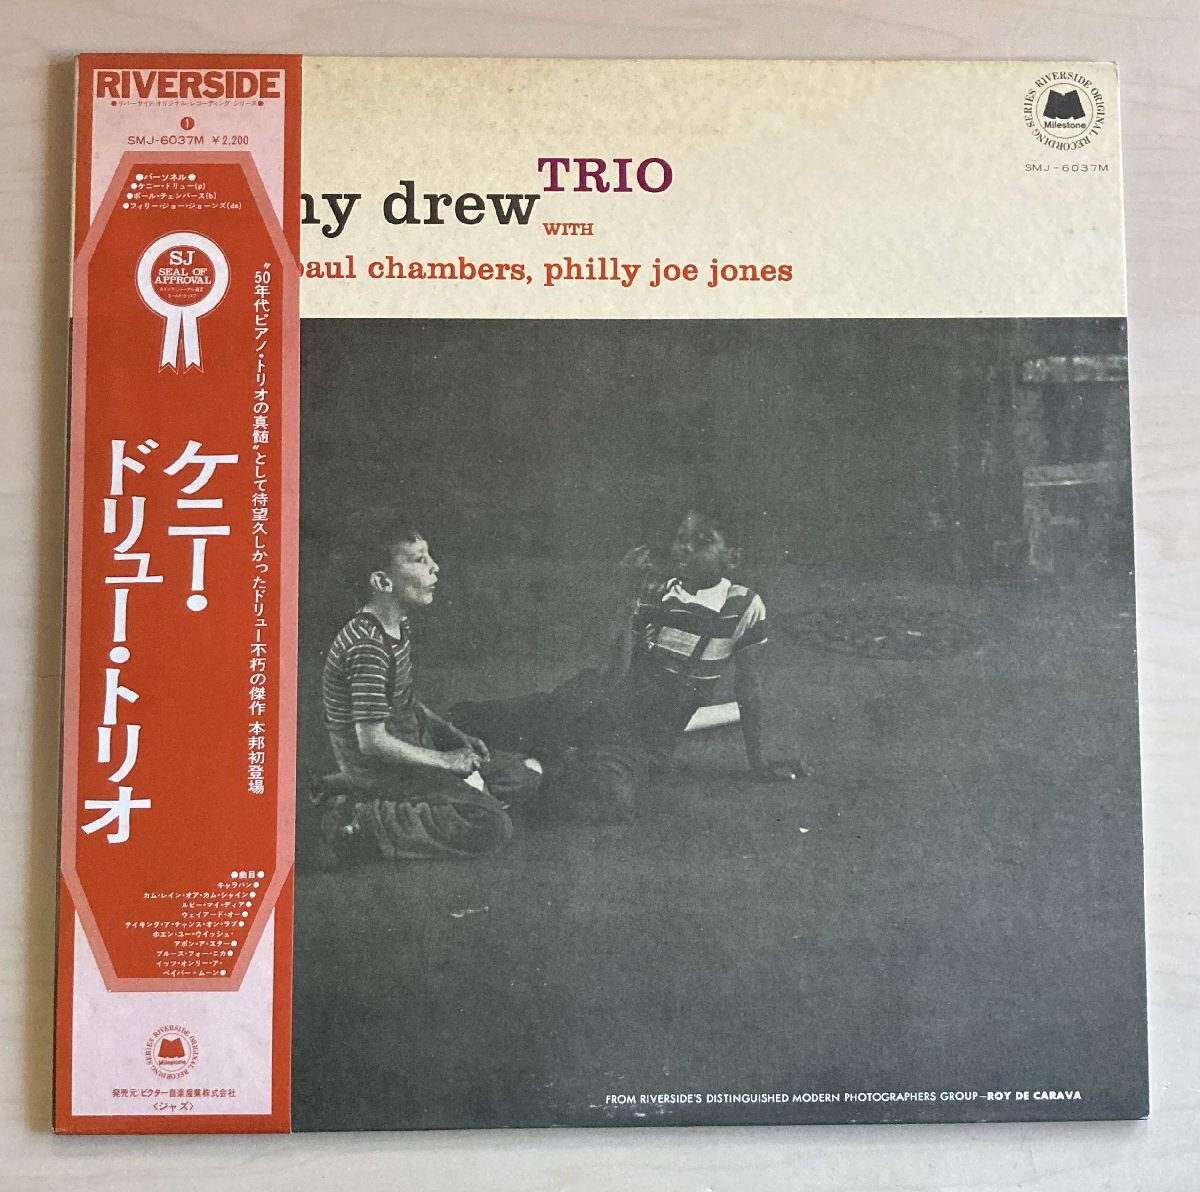 RIVERSIDE
●リバーサイド・オリジナル・レコーディング・シリーズ●
1
SMJ-6037M ¥2,200
●パーソネル●
●ケニー・ドリュー(p)
●ポール・チェンバース(b)
●フィリー・ジョー・ジョーンズ(ds)
SJ
SEAL OF
APPROVAL
"50年代ピアノ・トリオの真髄"として待望久しかったドリュー不朽の傑作 本邦初登場
ケニー・
ドリュー・トリオ
●曲目●
キャラバン●
カム・レイン・オア・カム・シャイン●
ルビー・マイ・ディア●
ウェイアード・オー●
テイキング・ア・チャンス・オン・ラブ●
ホエン・ユー・ウイッシュ・
アポン・ア・スター●
ブルース・フォー・ニカ●
イッツ・オンリー・ア・
ペイパー・ムーン●
RIVERSIDE ORIGINAL RECORDING SERIES
Milestone
発売元:ビクター音楽産業株式会社
〈ジャズ〉
ny drew TRIO
WITH
paul chambers, philly joe jones
RIVERSIDE ORIGINAL RECORDING SERIES
Milestone
SMJ-6037M
FROM RIVERSIDE'S DISTINGUISHED MODERN PHOTOGRAPHERS GROUP—ROY DE CARAVA